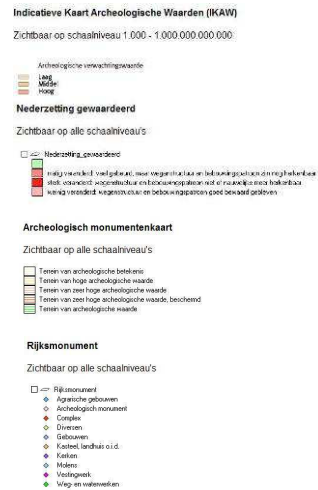 Indicatieve Kaart Archeologische Waarden (IKAW)
Zichtbaar op schaalniveau 1.000 - 1.000.000.000.000
Archeologische verwachtingswaarde
Laag
Middel
Hoog
Nederzetting gewaardeerd
Zichtbaar op alle schaalniveau's
Nederzetting_gewaardeerd
matig veranderd: veel gebeurd, maar wegenstructuur en bebouwingspatroon zijn nog herkenbaar
sterk veranderd: wegenstructuur en bebouwingspatroon niet of nauwelijks meer herkenbaar
weinig veranderd: wegenstructuur en bebouwingspatroon goed bewaard gebleven
Archeologisch monumentenkaart
Zichtbaar op alle schaalniveau's
Terrein van archeologische betekenis
Terrein van hoge archeologische waarde
Terrein van zeer hoge archeologische waarde
Terrein van zeer hoge archeologische waarde, beschermd
Terrein van archeologische waarde
Rijksmonument
Zichtbaar op alle schaalniveau's
Rijksmonument
Agrarische gebouwen
Archeologisch monument
Complex
Diversen
Gebouwen
Kasteel, landhuis o.i.d.
Kerken
Molens
Vestingwerk
Weg- en waterwerken